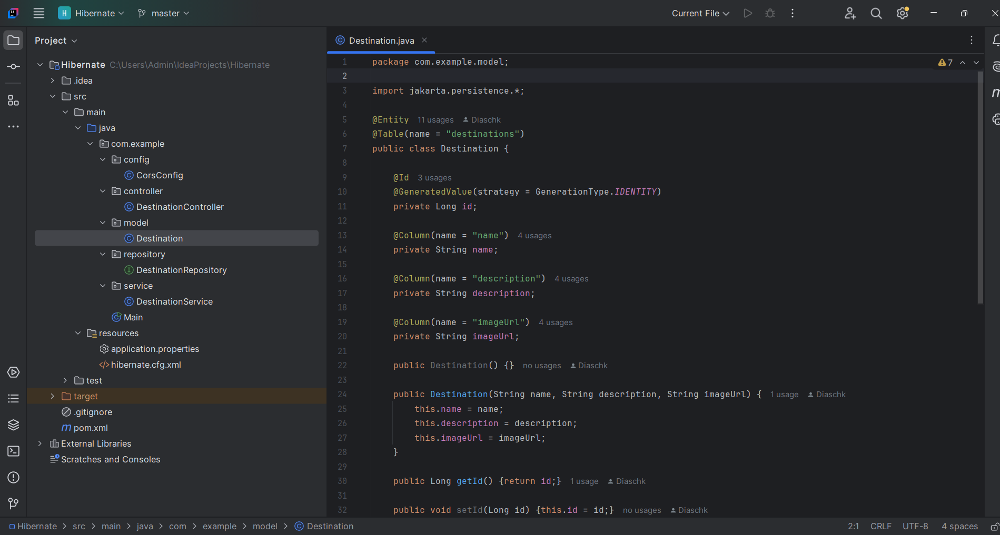 H Hibernate master Current File
Project
Hibernate C:\Users\Admin\IdeaProjects\Hibernate
.idea
src
main
java
com.example
config
CorsConfig
controller
DestinationController
model
Destination
repository
DestinationRepository
service
DestinationService
Main
resources
application.properties
hibernate.cfg.xml
test
target
.gitignore
pom.xml
External Libraries
Scratches and Consoles
Destination.java
7
1 package com.example.model;
2
3 import jakarta.persistence.*;
4
5 @Entity 11 usages Diaschk
6 @Table(name = "destinations")
7 public class Destination {
8
9 @Id 3 usages
10 @GeneratedValue(strategy = GenerationType.IDENTITY)
11 private Long id;
12
13 @Column(name = "name") 4 usages
14 private String name;
15
16 @Column(name = "description") 4 usages
17 private String description;
18
19 @Column(name = "imageUrl") 4 usages
20 private String imageUrl;
21
22 public Destination() {} no usages Diaschk
23
24 public Destination(String name, String description, String imageUrl) { 1 usage Diaschk
25 this.name = name;
26 this.description = description;
27 this.imageUrl = imageUrl;
28 }
29
30 public Long getId() {return id;} 1 usage Diaschk
31
32 public void setId(Long id) {this.id = id;} no usages Diaschk
Hibernate > src > main > java > com > example > model > Destination
2:1 CRLF UTF-8 4 spaces